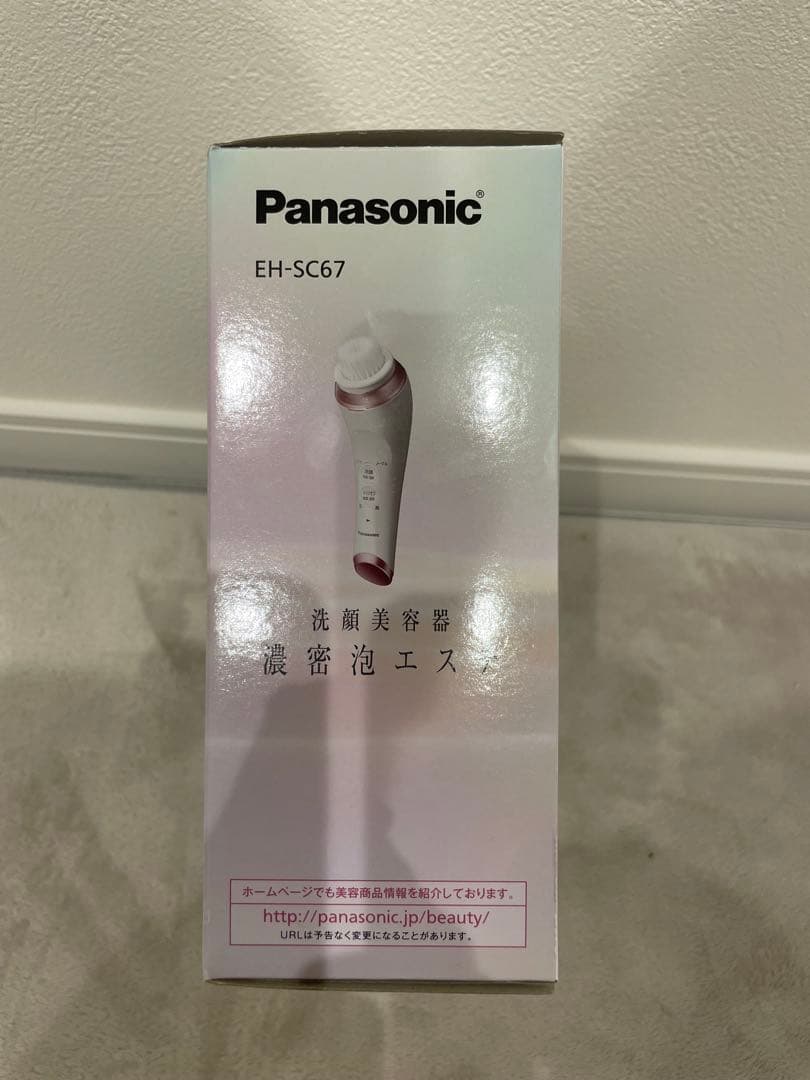 Panasonic®
EH-SC67
Panasonic
洗顔美容器
濃密泡エステ
ホームページでも美容商品情報を紹介しております。
http://panasonic.jp/beauty/
URLは予告なく変更になることがあります。